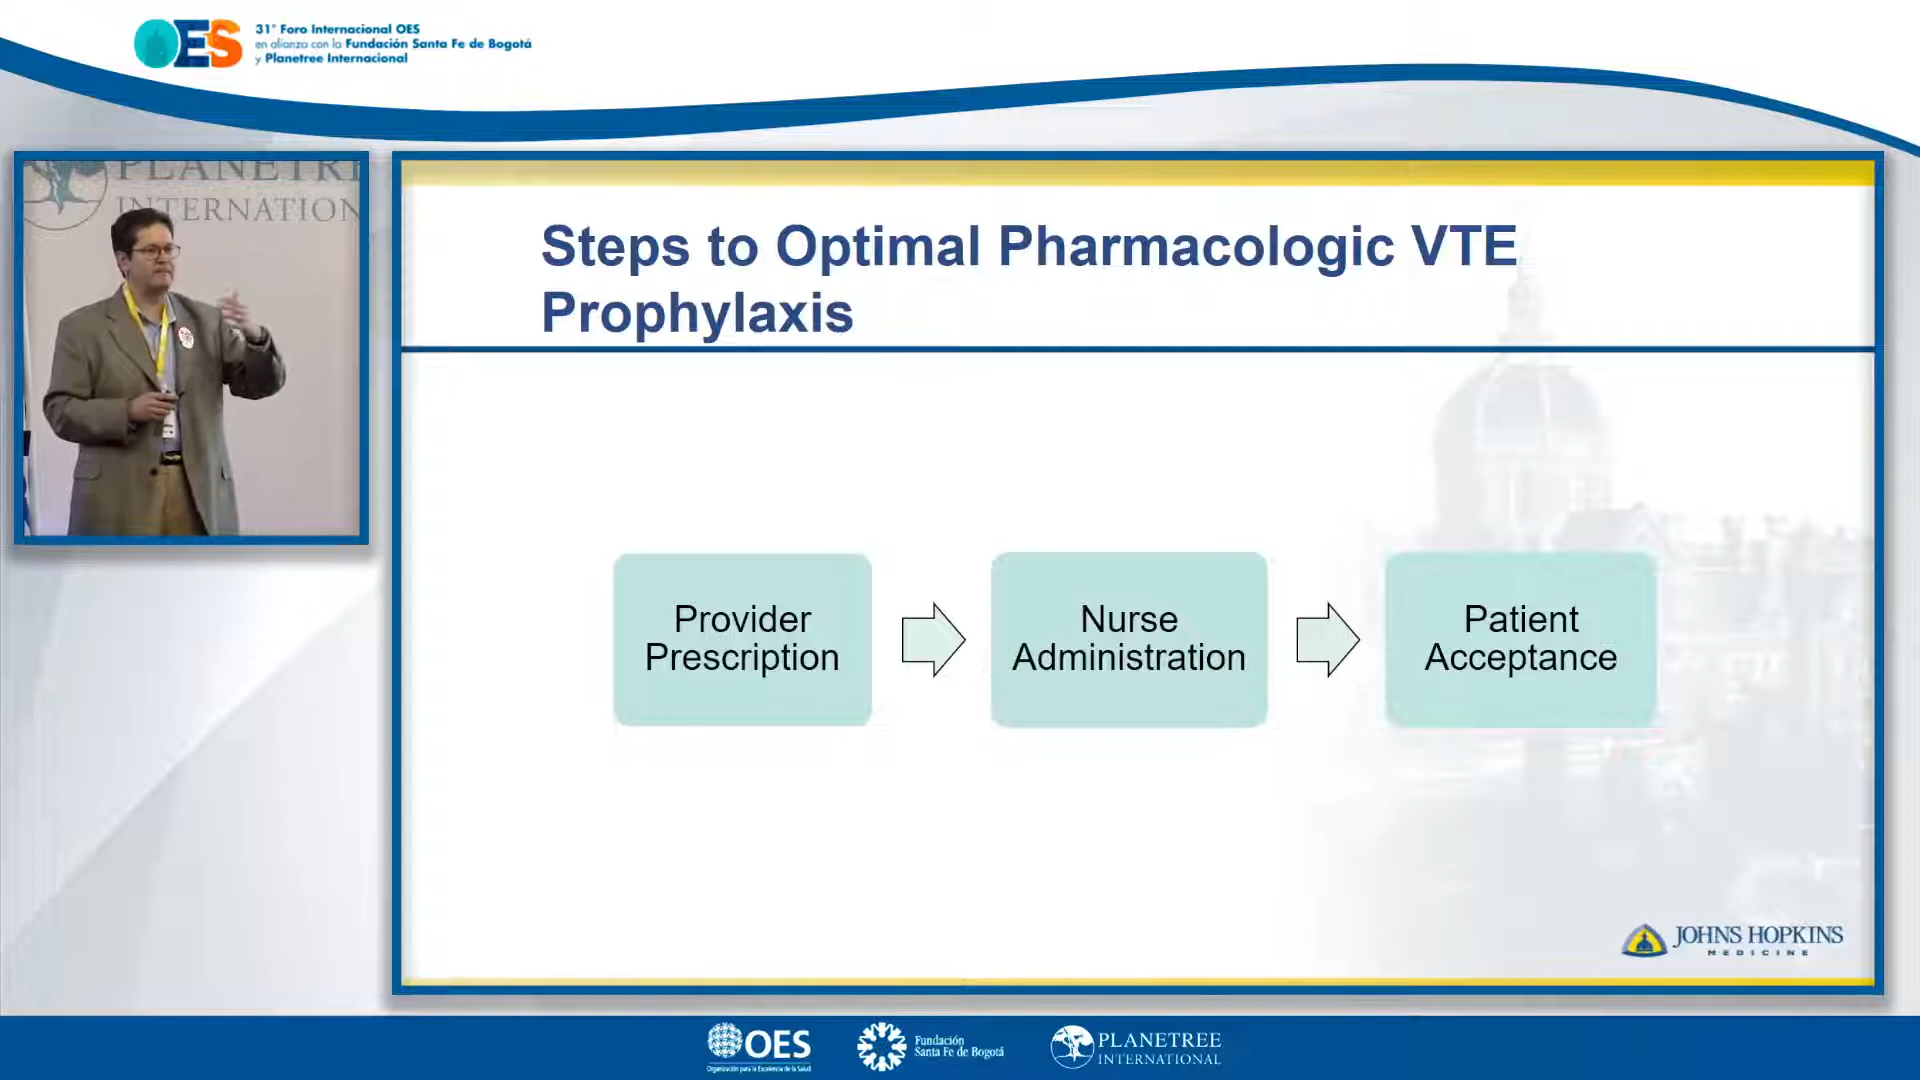 OES
31° Foro Internacional OES
en alianza con la Fundación Santa Fe de Bogotá
y Planetree Internacional
PLANETRE
INTERNATION
Steps to Optimal Pharmacologic VTE
Prophylaxis
Provider
Prescription
Nurse
Administration
Patient
Acceptance
JOHNS HOPKINS
MEDICINE
OES
Organización para la Excelencia de la Salud
Fundación
Santa Fe de Bogotá
PLANETREE
INTERNATIONAL